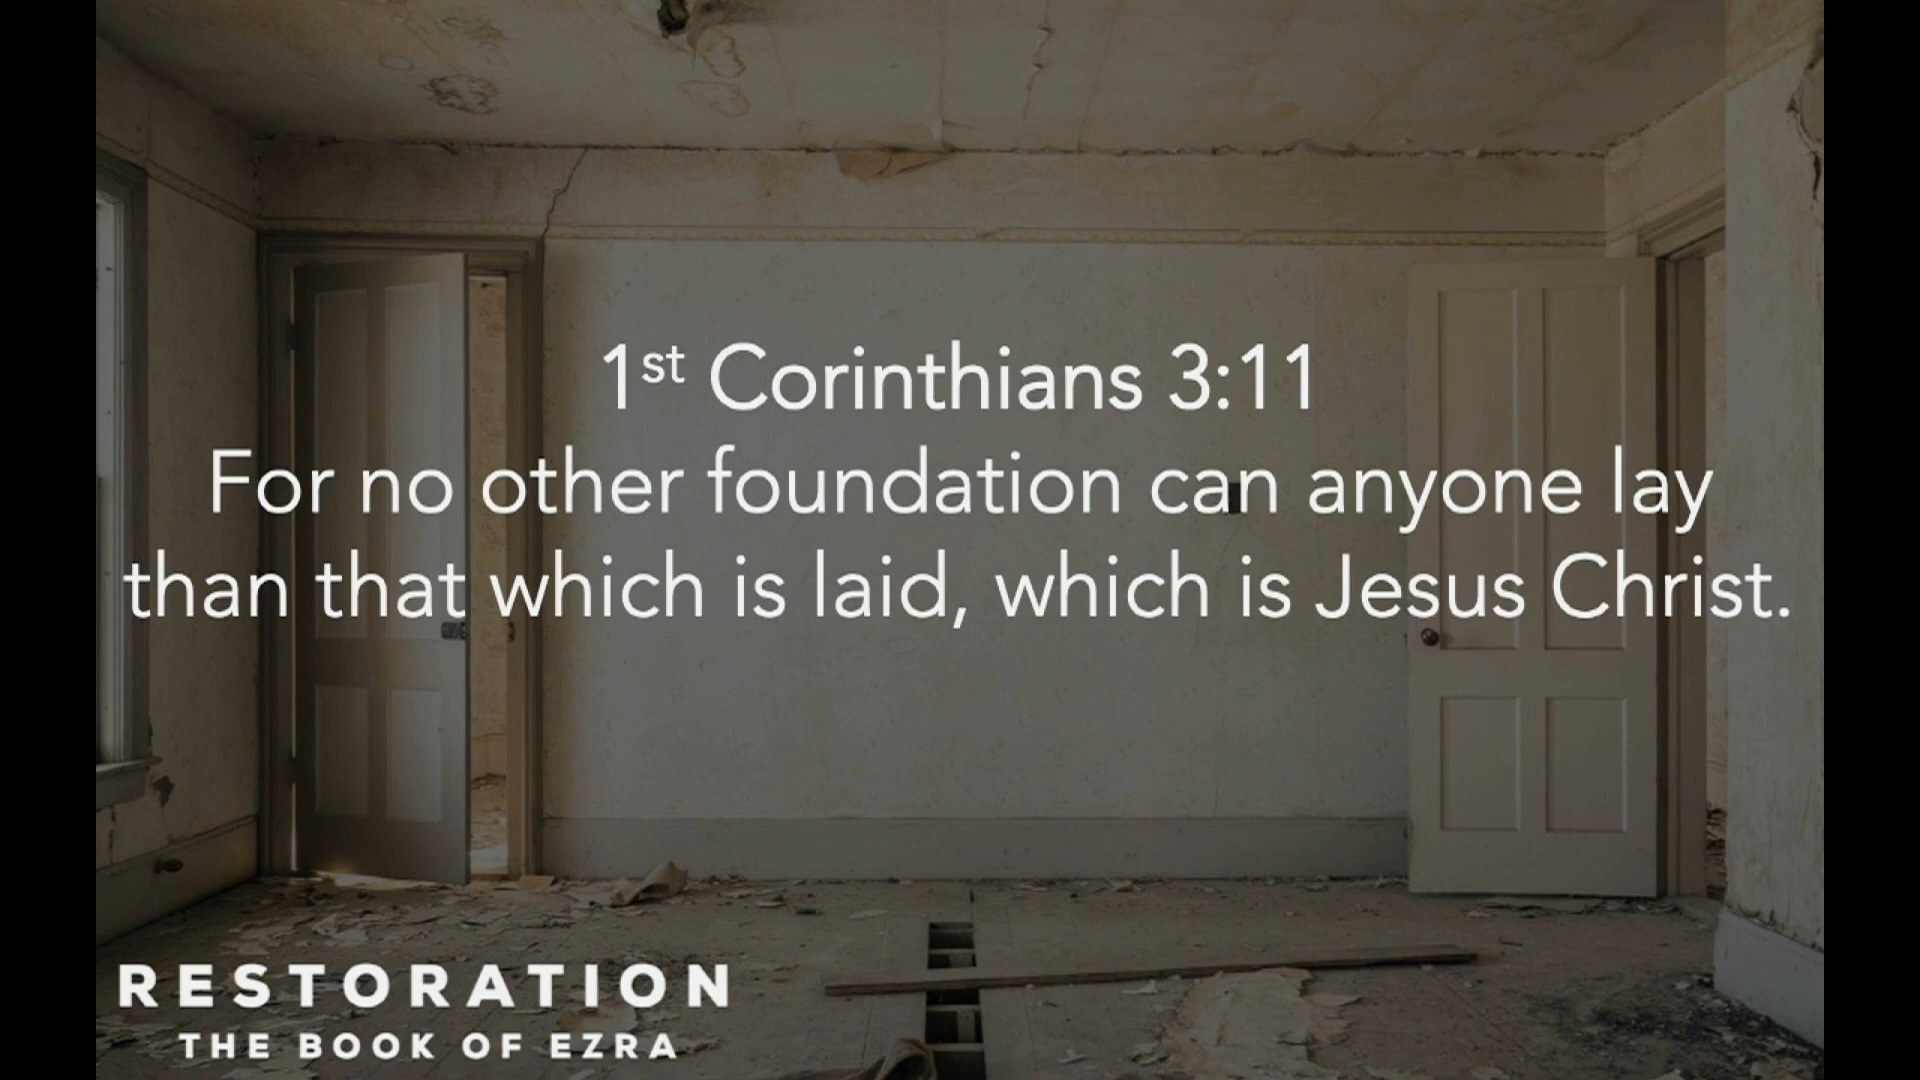 1st Corinthians 3:11
For no other foundation can anyone lay
than that which is laid, which is Jesus Christ.
RESTORATION
THE BOOK OF EZRA